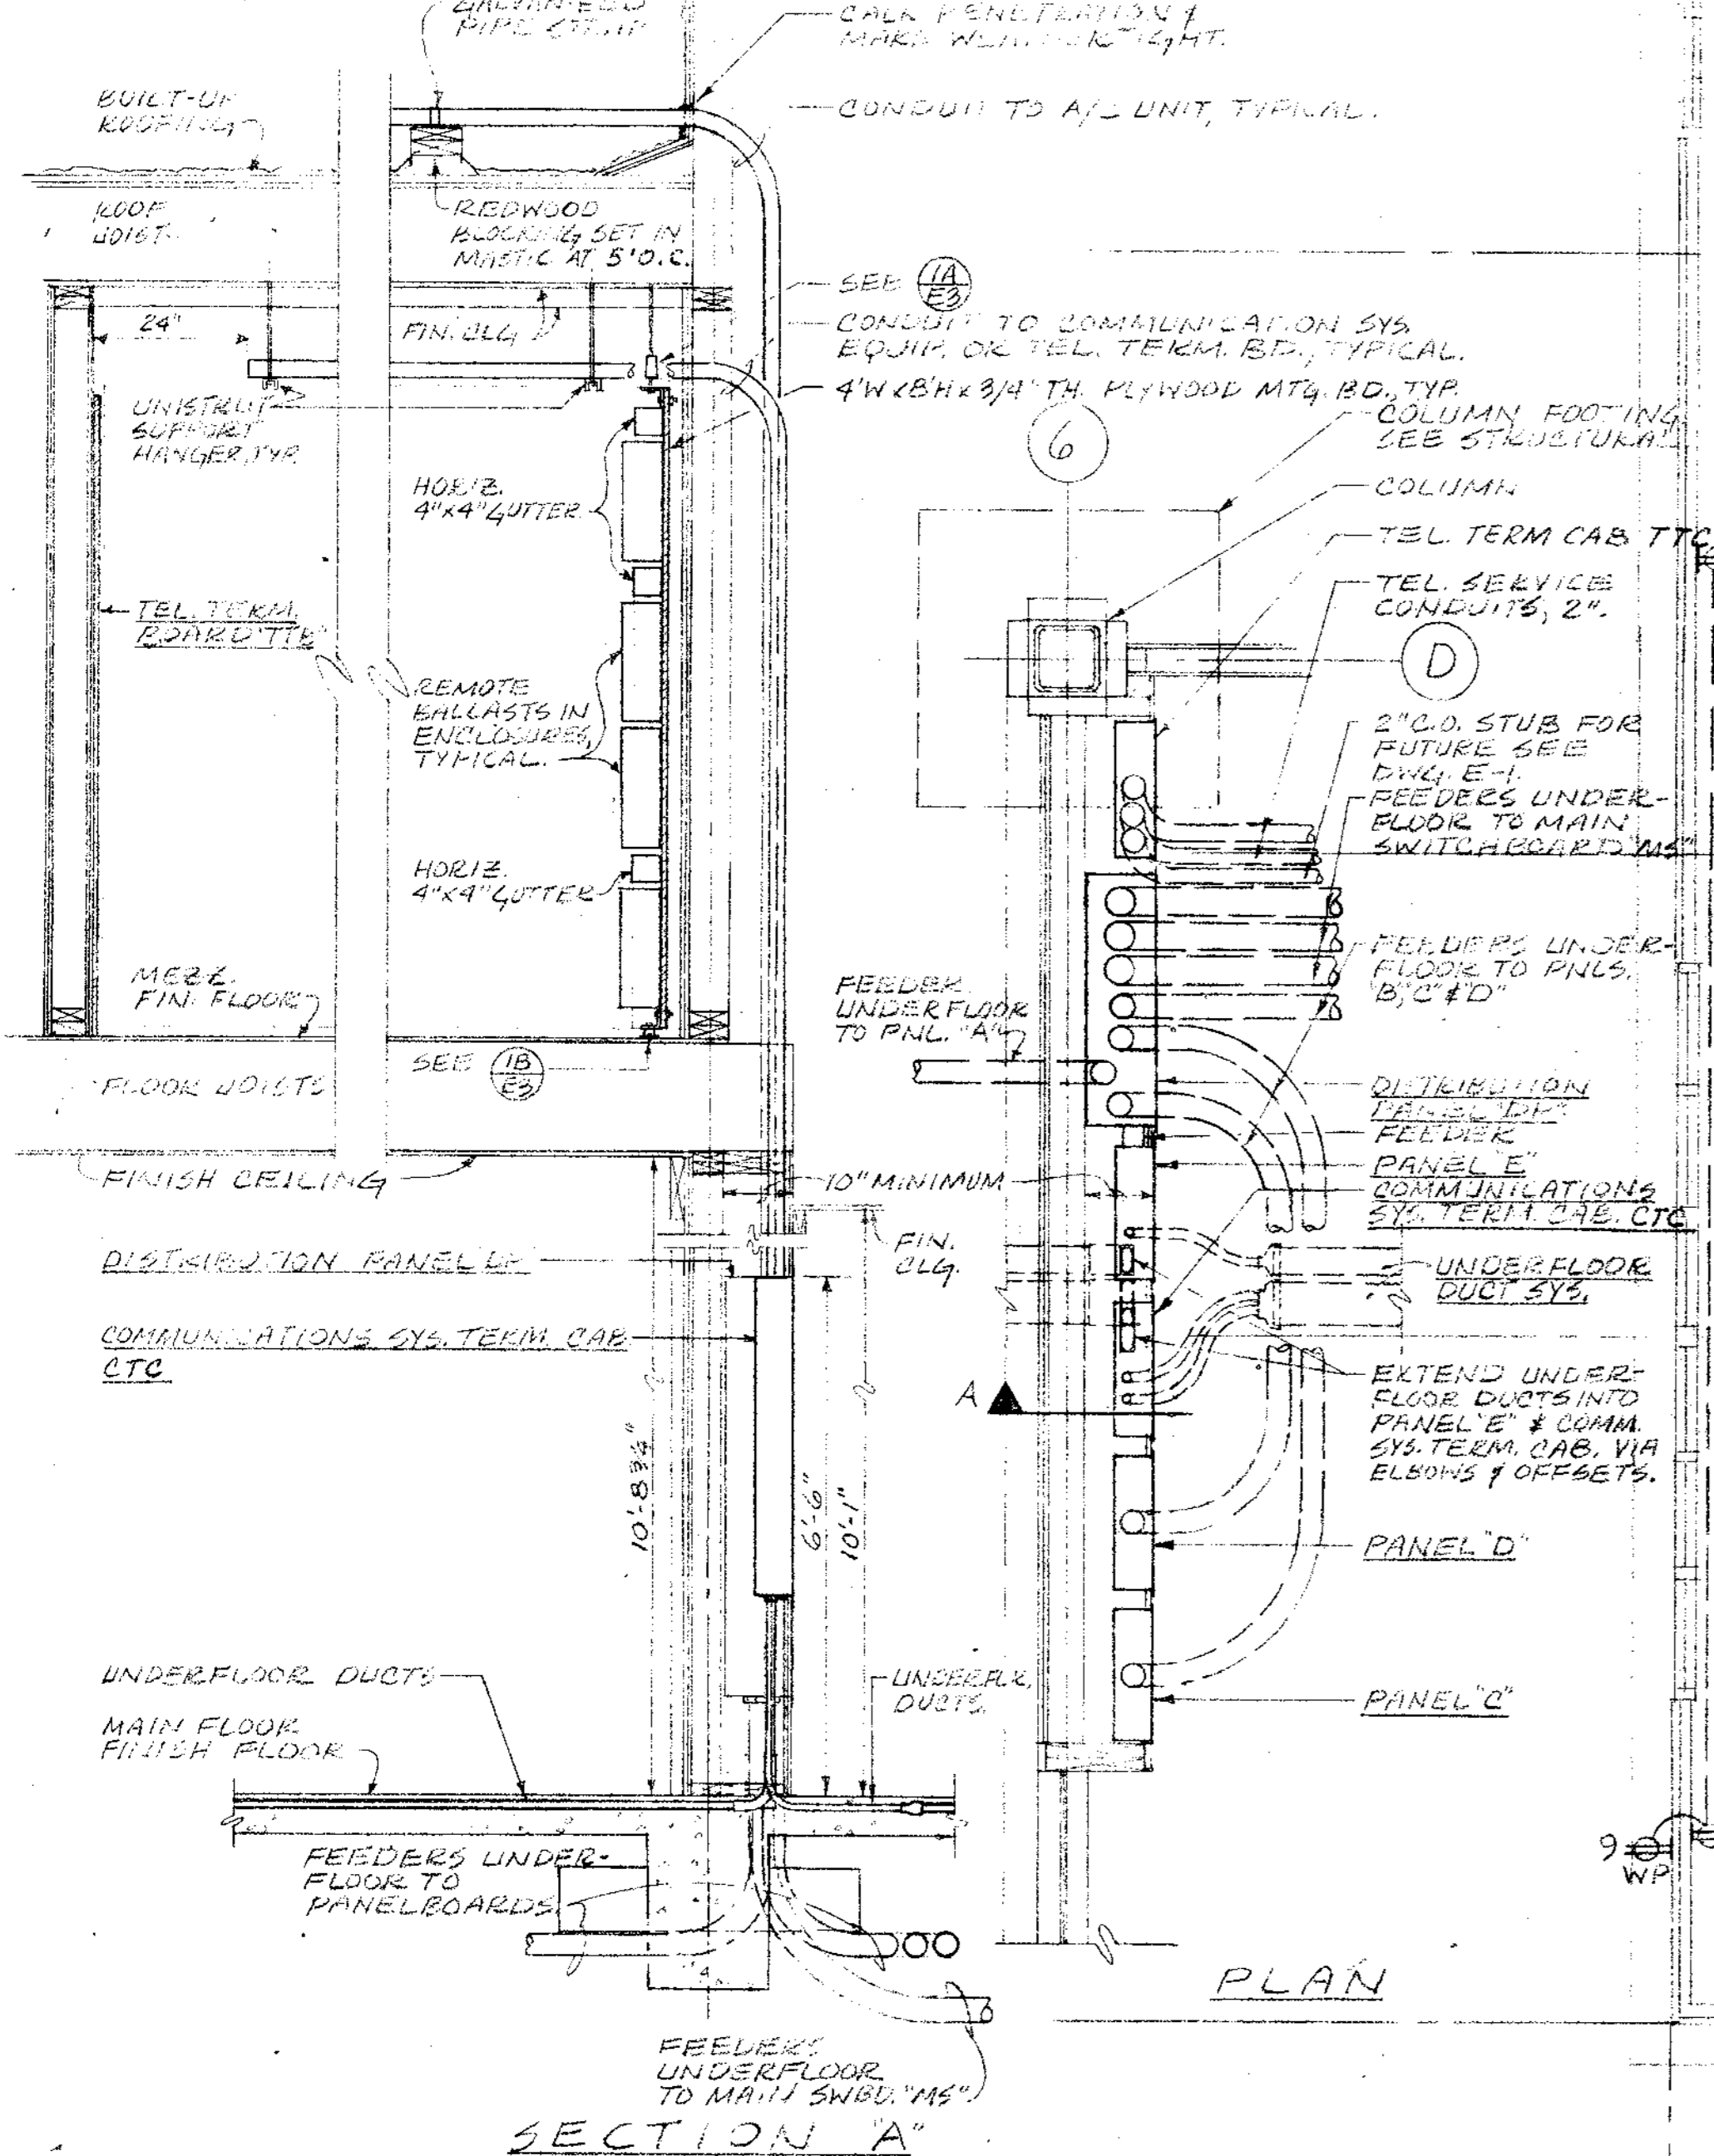 GALVANIZED
PIPE STRAP
CALK PENETRATION &
MAKE WEATHERTIGHT.
BUILT-UP
ROOFING
CONDUIT TO A/C UNIT, TYPICAL.
ROOF
JOIST
REDWOOD
BLOCKING SET IN
MASTIC AT 5'O.C.
SEE 1A
E3
24"
FIN. CLG
CONDUIT TO COMMUNICATION SYS.
EQUIP. OR TEL. TERM. BD., TYPICAL.
4'W x 8'H x 3/4" TH. PLYWOOD MTG. BD., TYP.
UNISTRUT
SUPPORT
HANGER, TYP.
COLUMN FOOTING
SEE STRUCTURAL
6
HORIZ.
4"x4" GUTTER
COLUMN
TEL. TERM CAB TTC
TEL. SERVICE
CONDUITS, 2".
TEL. TERM.
BOARD "TTB"
D
REMOTE
BALLASTS IN
ENCLOSURES,
TYPICAL.
2" C.O. STUB FOR
FUTURE SEE
DWG. E-1.
FEEDERS UNDER-
FLOOR TO MAIN
SWITCHBOARD "MS"
HORIZ.
4"x4" GUTTER
FEEDERS UNDER-
FLOOR TO PNLS.
"B", "C" & "D"
MEZZ.
FIN. FLOOR
FEEDER
UNDERFLOOR
TO PNL. "A"
SEE 1B
E3
FLOOR JOISTS
DISTRIBUTION
PANEL "DP"
FEEDER
PANEL "E"
FINISH CEILING
10" MINIMUM
COMMUNICATIONS
SYS. TERM. CAB. CTC
FIN.
CLG.
DISTRIBUTION PANEL DP
UNDERFLOOR
DUCT SYS.
COMMUNICATIONS SYS. TERM. CAB
CTC
A
EXTEND UNDER-
FLOOR DUCTS INTO
PANEL "E" & COMM.
SYS. TERM. CAB. VIA
ELBOWS & OFFSETS.
10'-8 3/4"
6'-6"
10'-1"
PANEL "D"
UNDERFLOOR DUCTS
UNDERFLR.
DUCTS.
PANEL "C"
MAIN FLOOR
FINISH FLOOR
9
WP
FEEDERS UNDER-
FLOOR TO
PANELBOARDS.
PLAN
FEEDERS
UNDERFLOOR
TO MAIN SWBD. "MS"
SECTION "A"